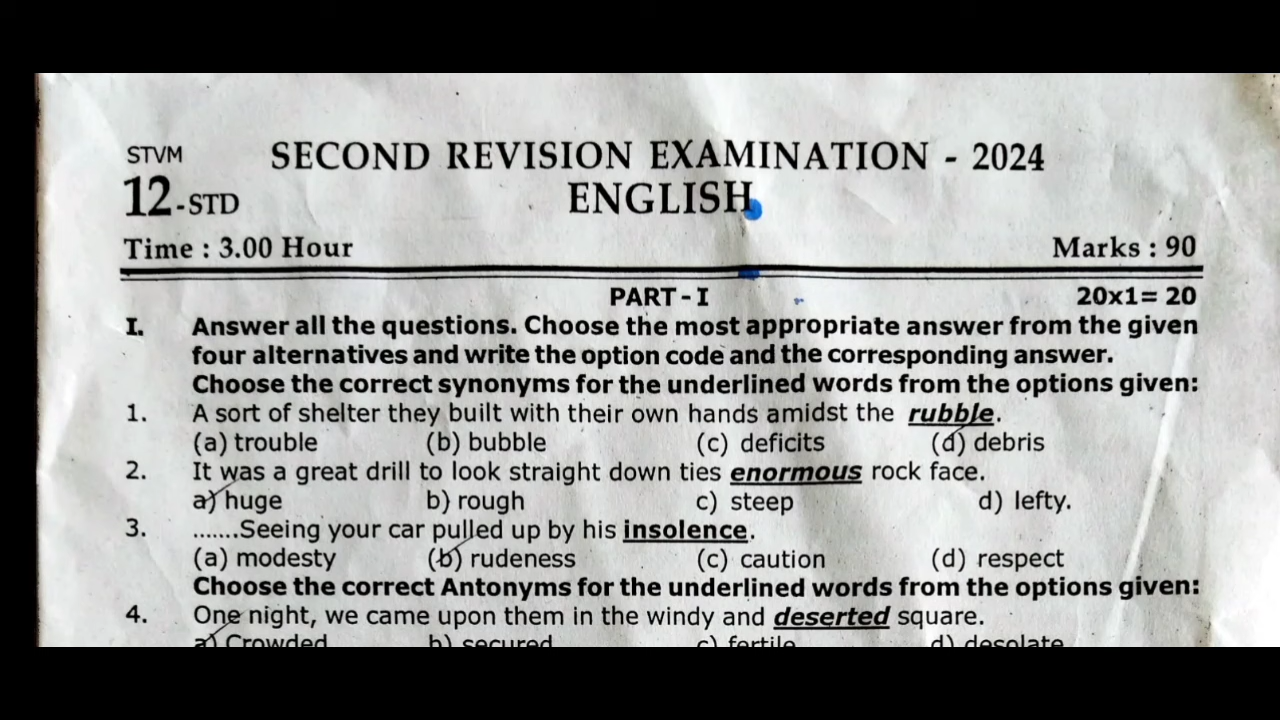 STVM
SECOND REVISION EXAMINATION - 2024
12-STD
ENGLISH
Time : 3.00 Hour
Marks : 90
PART - I
20x1= 20
I. Answer all the questions. Choose the most appropriate answer from the given
four alternatives and write the option code and the corresponding answer.
Choose the correct synonyms for the underlined words from the options given:
1. A sort of shelter they built with their own hands amidst the rubble.
(a) trouble (b) bubble (c) deficits (d) debris
2. It was a great drill to look straight down ties enormous rock face.
a) huge b) rough c) steep d) lefty.
3. .......Seeing your car pulled up by his insolence.
(a) modesty (b) rudeness (c) caution (d) respect
Choose the correct Antonyms for the underlined words from the options given:
4. One night, we came upon them in the windy and deserted square.
a) Crowded b) secured c) fertile d) desolate